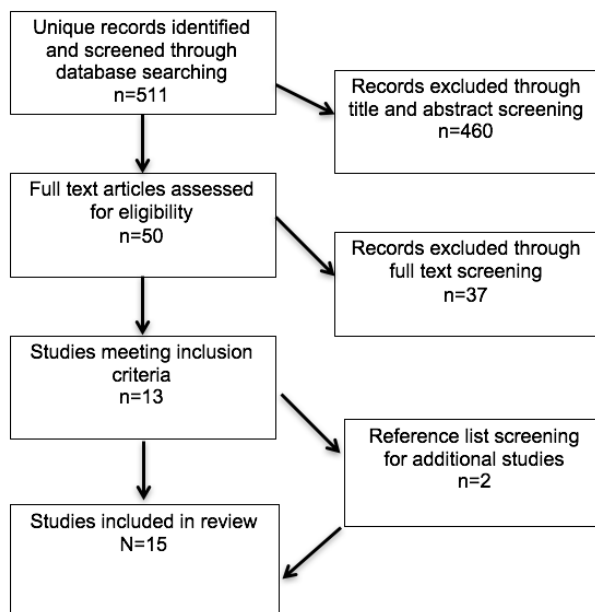 Unique records identified
and screened through
database searching
n=511
Records excluded through
title and abstract screening
n=460
Full text articles assessed
for eligibility
n=50
Records excluded through
full text screening
n=37
Studies meeting inclusion
criteria
n=13
Reference list screening
for additional studies
n=2
Studies included in review
N=15